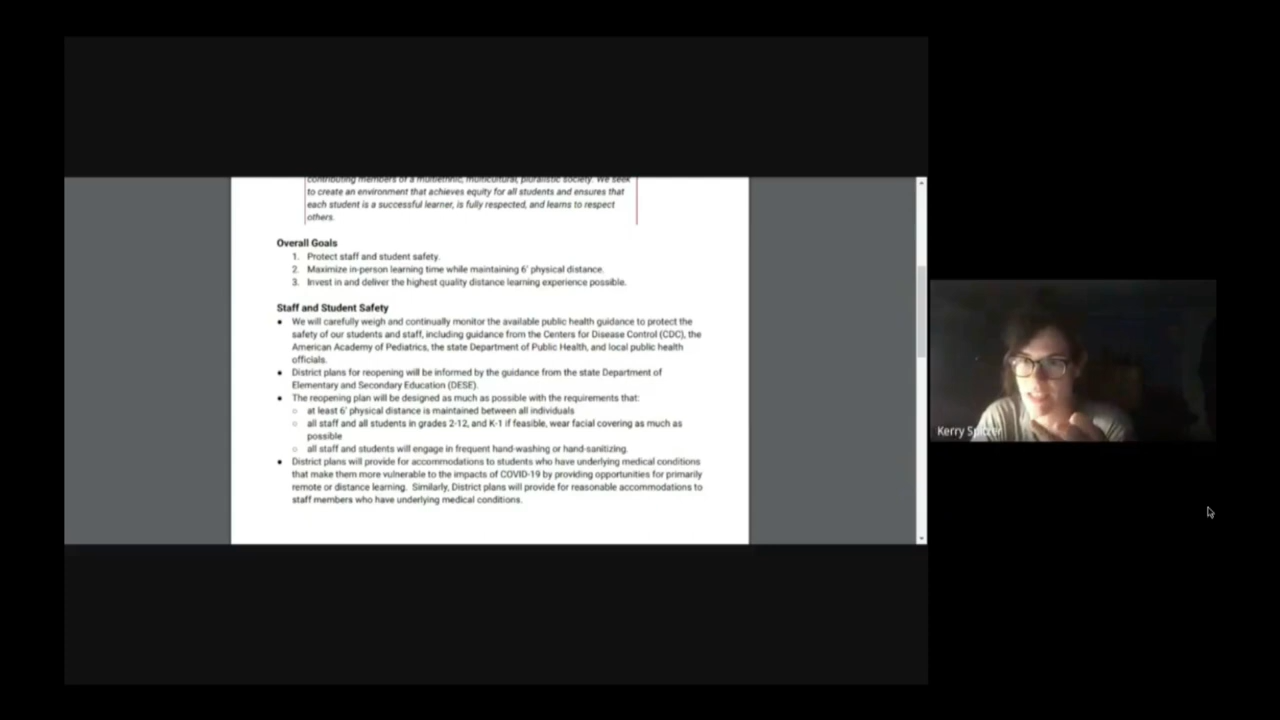 contributing members of a multiethnic, multicultural, pluralistic society. We seek
to create an environment that achieves equity for all students and ensures that
each student is a successful learner, is fully respected, and learns to respect
others.
Overall Goals
1. Protect staff and student safety.
2. Maximize in-person learning time while maintaining 6' physical distance.
3. Invest in and deliver the highest quality distance learning experience possible.
Staff and Student Safety
● We will carefully weigh and continually monitor the available public health guidance to protect the
safety of our students and staff, including guidance from the Centers for Disease Control (CDC), the
American Academy of Pediatrics, the state Department of Public Health, and local public health
officials.
● District plans for reopening will be informed by the guidance from the state Department of
Elementary and Secondary Education (DESE).
● The reopening plan will be designed as much as possible with the requirements that:
○ at least 6' physical distance is maintained between all individuals
○ all staff and all students in grades 2-12, and K-1 if feasible, wear facial covering as much as
possible
○ all staff and students will engage in frequent hand-washing or hand-sanitizing.
● District plans will provide for accommodations to students who have underlying medical conditions
that make them more vulnerable to the impacts of COVID-19 by providing opportunities for primarily
remote or distance learning. Similarly, District plans will provide for reasonable accommodations to
staff members who have underlying medical conditions.
Kerry